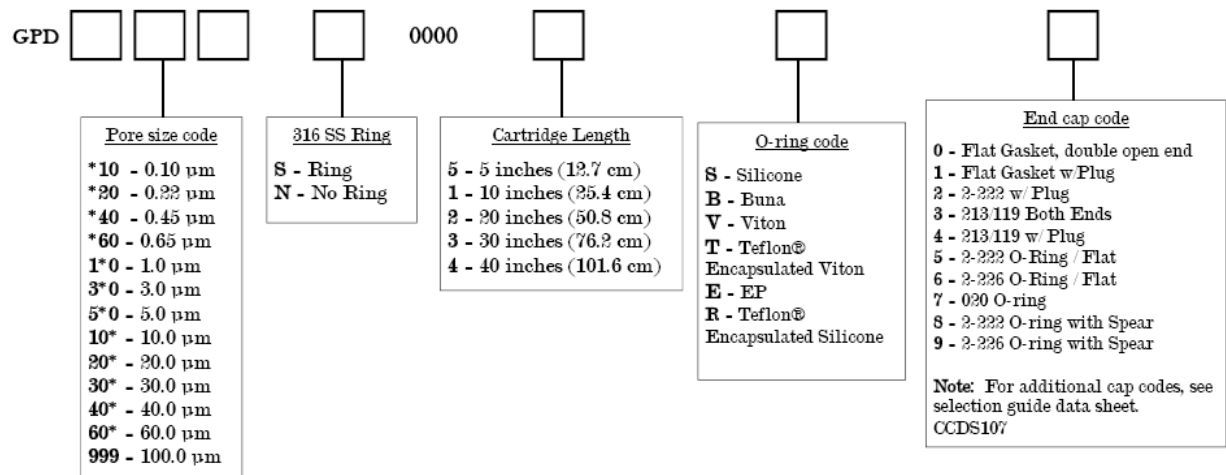 GPD 0000
Pore size code
*10 - 0.10 µm
*20 - 0.22 µm
*40 - 0.45 µm
*60 - 0.65 µm
1*0 - 1.0 µm
3*0 - 3.0 µm
5*0 - 5.0 µm
10* - 10.0 µm
20* - 20.0 µm
30* - 30.0 µm
40* - 40.0 µm
60* - 60.0 µm
999 - 100.0 µm
316 SS Ring
S - Ring
N - No Ring
Cartridge Length
5 - 5 inches (12.7 cm)
1 - 10 inches (25.4 cm)
2 - 20 inches (50.8 cm)
3 - 30 inches (76.2 cm)
4 - 40 inches (101.6 cm)
O-ring code
S - Silicone
B - Buna
V - Viton
T - Teflon®
Encapsulated Viton
E - EP
R - Teflon®
Encapsulated Silicone
End cap code
0 - Flat Gasket, double open end
1 - Flat Gasket w/Plug
2 - 2-222 w/ Plug
3 - 213/119 Both Ends
4 - 213/119 w/ Plug
5 - 2-222 O-Ring / Flat
6 - 2-226 O-Ring / Flat
7 - 020 O-ring
8 - 2-222 O-ring with Spear
9 - 2-226 O-ring with Spear
Note: For additional cap codes, see
selection guide data sheet.
CCDS107